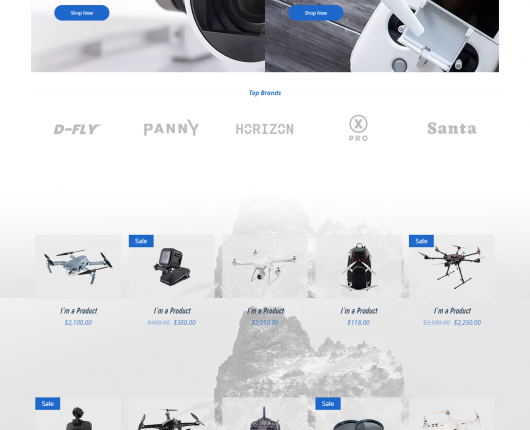 Shop Now
Shop Now
Top Brands
D-FLY
PANNY
HORIZON
X
PRO
Santa
Sale
Sale
I'm a Product
I'm a Product
I'm a Product
I'm a Product
I'm a Product
$2,100.00
$400.00 $360.00
$2,050.00
$118.00
$2,500.00 $2,250.00
Sale
Sale